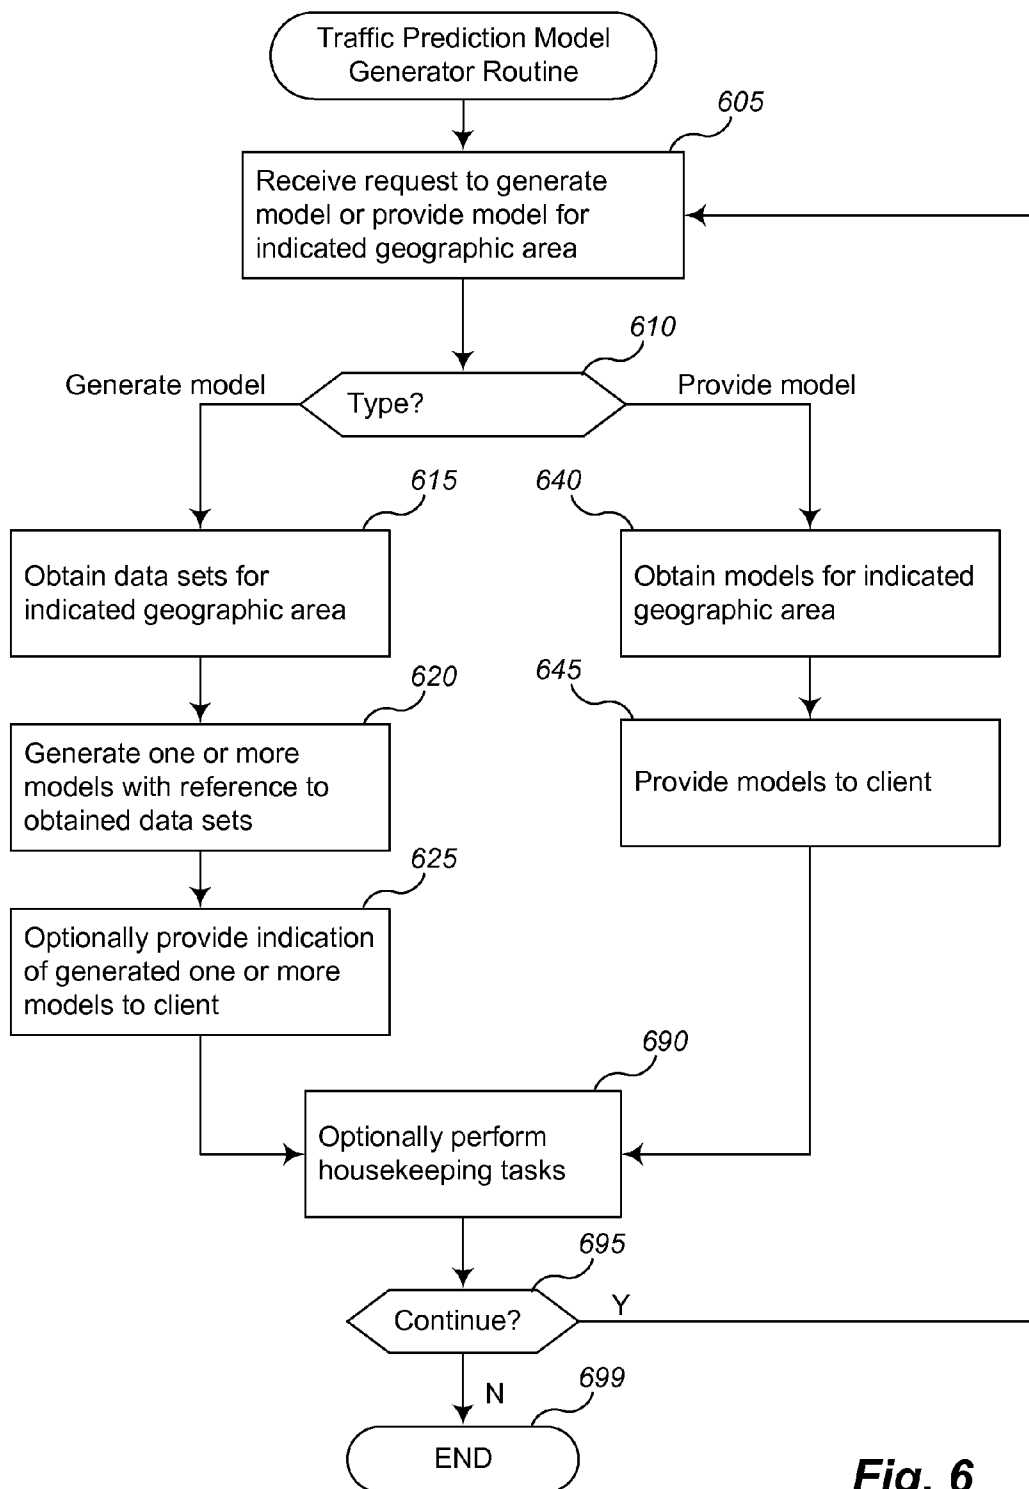 Traffic Prediction Model
Generator Routine
605
Receive request to generate
model or provide model for
indicated geographic area
610
Generate model
Type?
Provide model
615
640
Obtain data sets for
indicated geographic area
Obtain models for indicated
geographic area
620
645
Generate one or more
models with reference to
obtained data sets
Provide models to client
625
Optionally provide indication
of generated one or more
models to client
690
Optionally perform
housekeeping tasks
695
Continue?
Y
N
699
END
Fig. 6